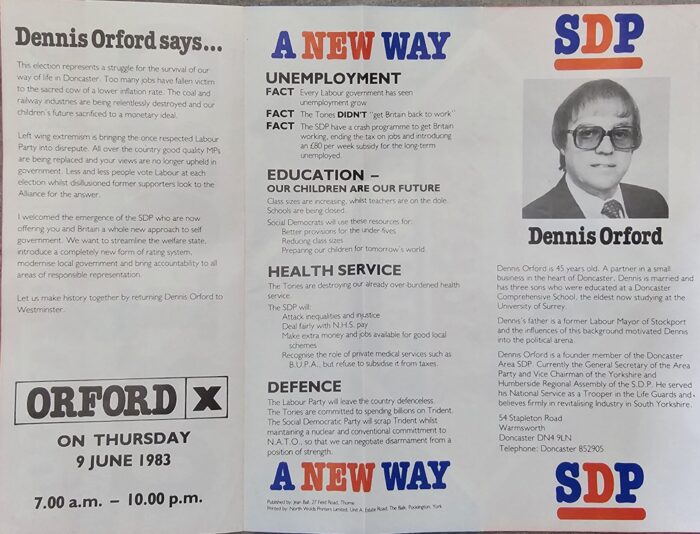 Dennis Orford says...
This election represents a struggle for the survival of our
way of life in Doncaster. Too many jobs have fallen victim
to the sacred cow of a lower inflation rate. The coal and
railway industries are being relentlessly destroyed and our
children's future sacrificed to a monetary ideal.
Left wing extremism is bringing the once respected Labour
Party into disrepute. All over the country good quality MPs
are being replaced and your views are no longer upheld in
government. Less and less people vote Labour at each
election whilst disillusioned former supporters look to the
Alliance for the answer.
I welcomed the emergence of the SDP who are now
offering you and Britain a whole new approach to self
government. We want to streamline the welfare state,
introduce a completely new form of rating system,
modernise local government and bring accountability to all
areas of responsible representation.
Let us make history together by returning Dennis Orford to
Westminster.
ORFORD X
ON THURSDAY
9 JUNE 1983
7.00 a.m. – 10.00 p.m.
A NEW WAY
UNEMPLOYMENT
FACT Every Labour government has seen
unemployment grow
FACT The Tories DIDN'T "get Britain back to work"
FACT The SDP have a crash programme to get Britain
working, ending the tax on jobs and introducing
an £80 per week subsidy for the long-term
unemployed.
EDUCATION –
OUR CHILDREN ARE OUR FUTURE
Class sizes are increasing, whilst teachers are on the dole.
Schools are being closed.
Social Democrats will use these resources for:
Better provisions for the under-fives
Reducing class sizes
Preparing our children for tomorrow's world.
HEALTH SERVICE
The Tories are destroying our already over-burdened health
service.
The SDP will:
Attack inequalities and injustice
Deal fairly with N.H.S. pay
Make extra money and jobs available for good local
schemes
Recognise the role of private medical services such as
B.U.P.A., but refuse to subsidise it from taxes.
DEFENCE
The Labour Party will leave the country defenceless.
The Tories are committed to spending billions on Trident.
The Social Democratic Party will scrap Trident whilst
maintaining a nuclear and conventional committment to
N.A.T.O., so that we can negotiate disarmament from a
position of strength.
A NEW WAY
Published by: Jean Ball, 27 Field Road, Thorne.
Printed by: North Wolds Printers Limited, Unit A, Estate Road, The Balk, Pocklington, York
SDP
Dennis Orford
Dennis Orford is 45 years old. A partner in a small
business in the heart of Doncaster, Dennis is married and
has three sons who were educated at a Doncaster
Comprehensive School, the eldest now studying at the
University of Surrey.
Dennis's father is a former Labour Mayor of Stockport
and the influences of this background motivated Dennis
into the political arena.
Dennis Orford is a founder member of the Doncaster
Area SDP. Currently the General Secretary of the Area
Party and Vice Chairman of the Yorkshire and
Humberside Regional Assembly of the S.D.P. He served
his National Service as a Trooper in the Life Guards and
believes firmly in revitalising Industry in South Yorkshire.
54 Stapleton Road
Warmsworth
Doncaster DN4 9LN
Telephone: Doncaster 852905
SDP